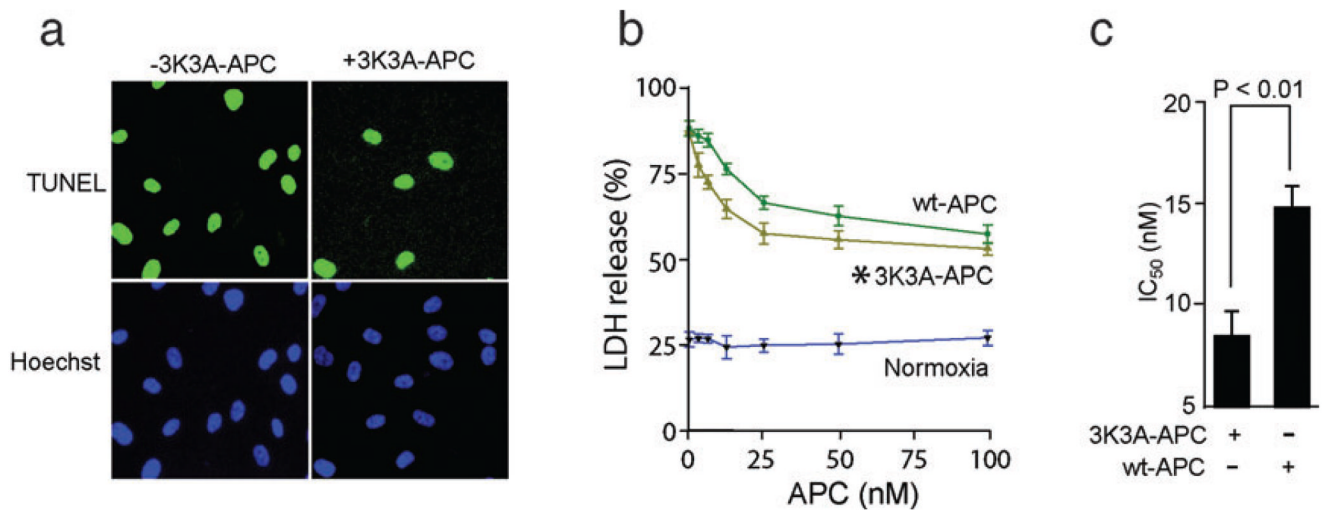 a
-3K3A-APC +3K3A-APC
TUNEL
Hoechst
b
100
75
50
25
0
LDH release (%)
wt-APC
*3K3A-APC
Normoxia
0 25 50 75 100
APC (nM)
c
P < 0.01
20
15
10
5
IC50 (nM)
3K3A-APC + –
wt-APC – +